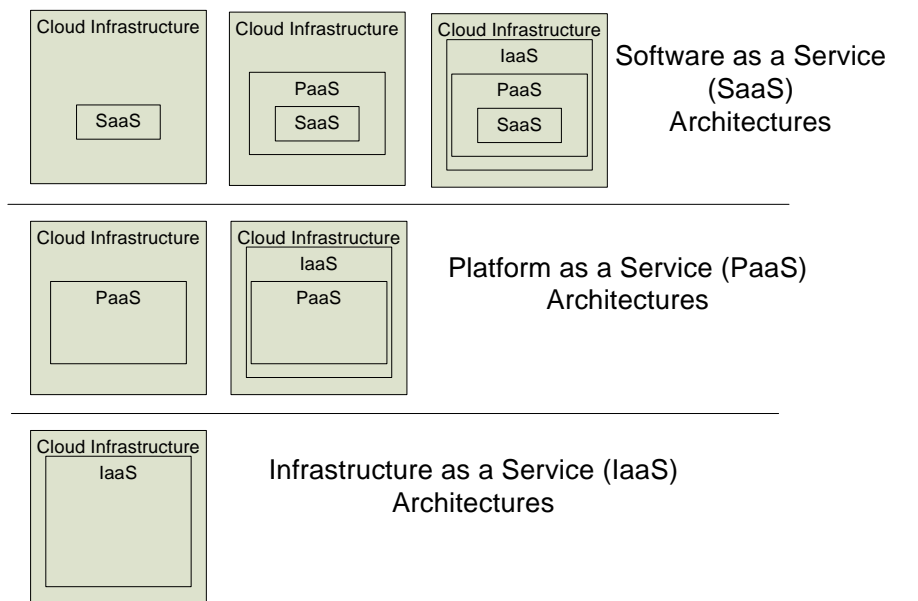 Cloud Infrastructure
SaaS
Cloud Infrastructure
PaaS
SaaS
Cloud Infrastructure
IaaS
PaaS
SaaS
Software as a Service
(SaaS)
Architectures
Cloud Infrastructure
PaaS
Cloud Infrastructure
IaaS
PaaS
Platform as a Service (PaaS)
Architectures
Cloud Infrastructure
IaaS
Infrastructure as a Service (IaaS)
Architectures